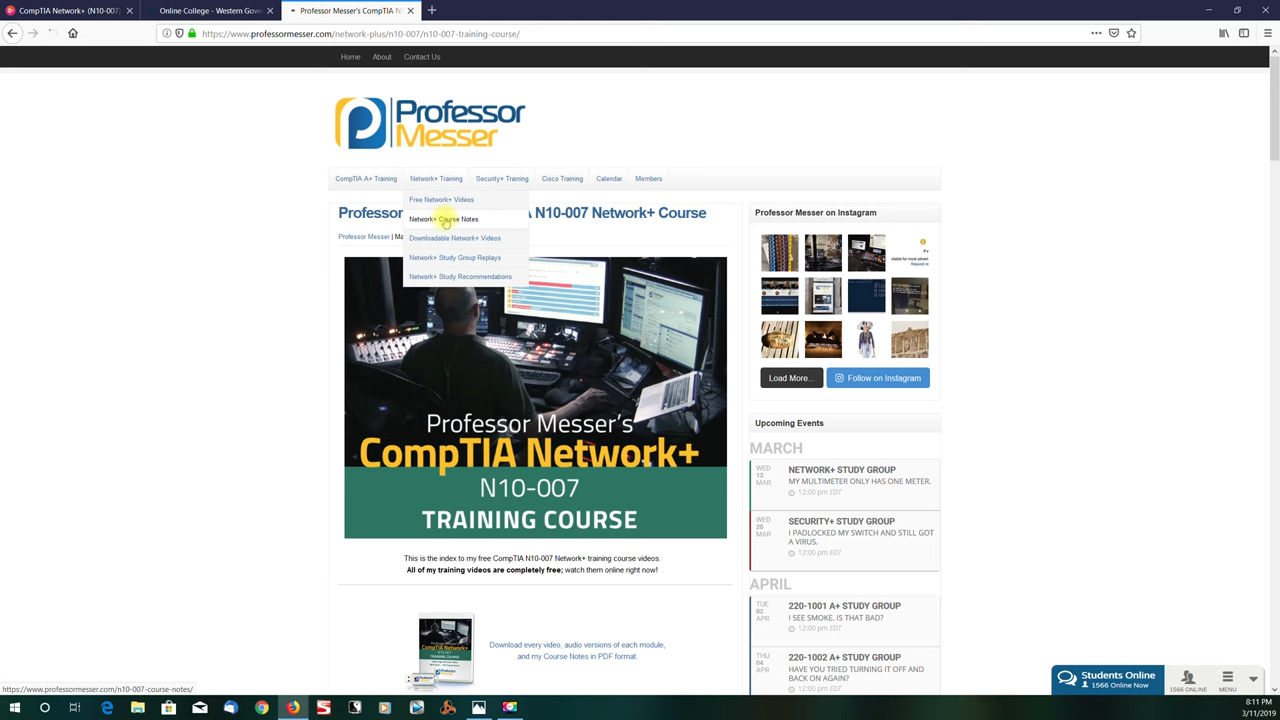 CompTIA Network+ (N10-007)
Online College - Western Gove
Professor Messer's CompTIA N
https://www.professormesser.com/network-plus/n10-007/n10-007-training-course/
Home About Contact Us
Professor
Messer
CompTIA A+ Training Network+ Training Security+ Training Cisco Training Calendar Members
Free Network+ Videos
Network+ Course Notes
Downloadable Network+ Videos
Network+ Study Group Replays
Network+ Study Recommendations
Profess N10-007 Network+ Course
Professor Messer | Ma
Professor Messer's
CompTIA Network+
N10-007
TRAINING COURSE
This is the index to my free CompTIA N10-007 Network+ training course videos.
All of my training videos are completely free; watch them online right now!
Download every video, audio versions of each module,
and my Course Notes in PDF format.
Professor Messer on Instagram
Load More...
Follow on Instagram
Upcoming Events
MARCH
WED
13
MAR
NETWORK+ STUDY GROUP
MY MULTIMETER ONLY HAS ONE METER.
12:00 pm EDT
WED
20
MAR
SECURITY+ STUDY GROUP
I PADLOCKED MY SWITCH AND STILL GOT
A VIRUS.
12:00 pm EDT
APRIL
TUE
02
APR
220-1001 A+ STUDY GROUP
I SEE SMOKE. IS THAT BAD?
12:00 pm EDT
THU
04
APR
220-1002 A+ STUDY GROUP
HAVE YOU TRIED TURNING IT OFF AND
BACK ON AGAIN?
Students Online
1566 Online Now
1566 ONLINE
MENU
https://www.professormesser.com/n10-007-course-notes/
8:11 PM
3/11/2019